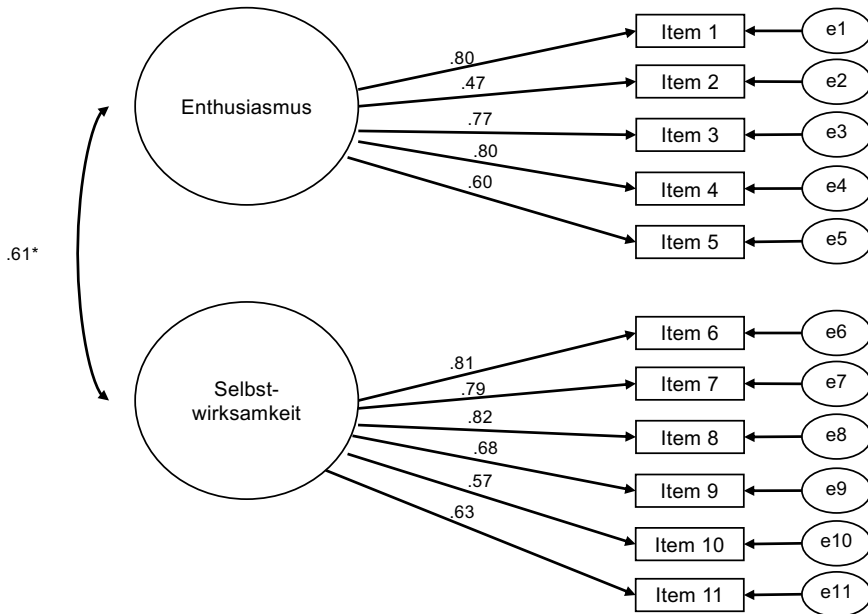 Enthusiasmus
.80
.47
.77
.80
.60
Item 1
e1
Item 2
e2
Item 3
e3
Item 4
e4
Item 5
e5
.61*
Selbst-
wirksamkeit
.81
.79
.82
.68
.57
.63
Item 6
e6
Item 7
e7
Item 8
e8
Item 9
e9
Item 10
e10
Item 11
e11